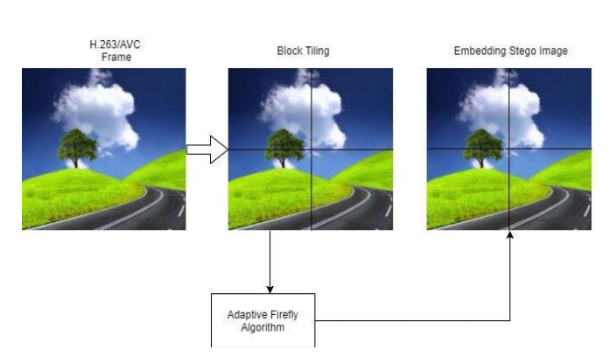 H.263/AVC
Frame
Block Tiling
Embedding Stego Image
Adaptive Firefly
Algorithm